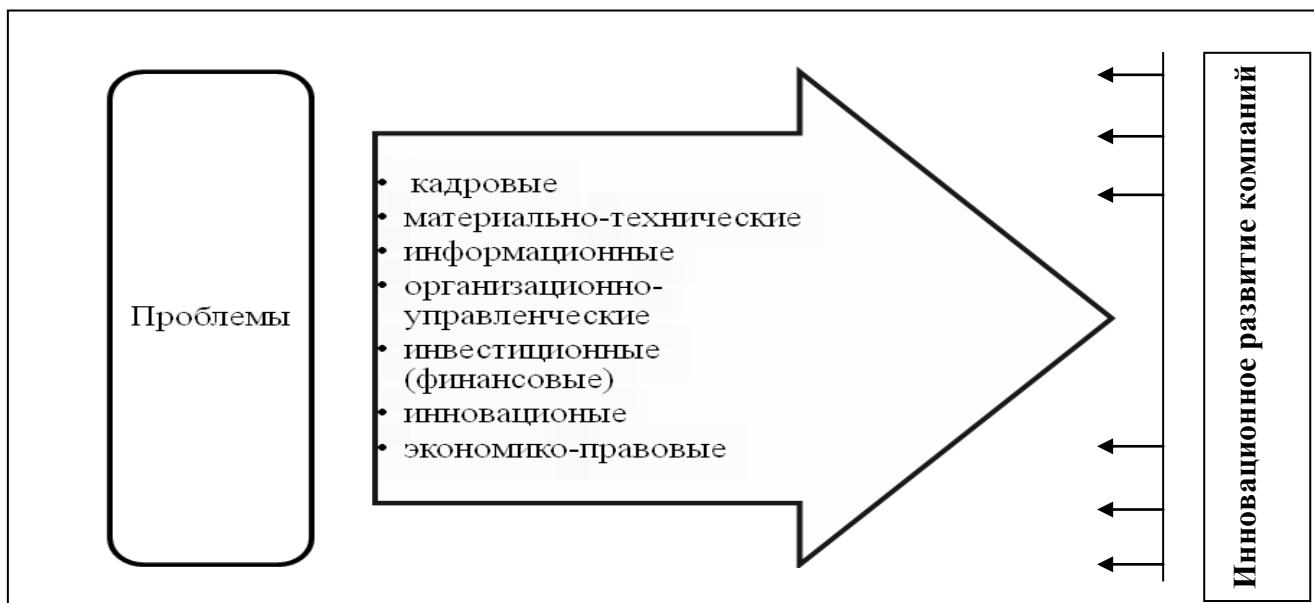 Проблемы
• кадровые
• материально-технические
• информационные
• организационно-
управленческие
• инвестиционные
(финансовые)
• инновационые
• экономико-правовые
Инновационное развитие компаний